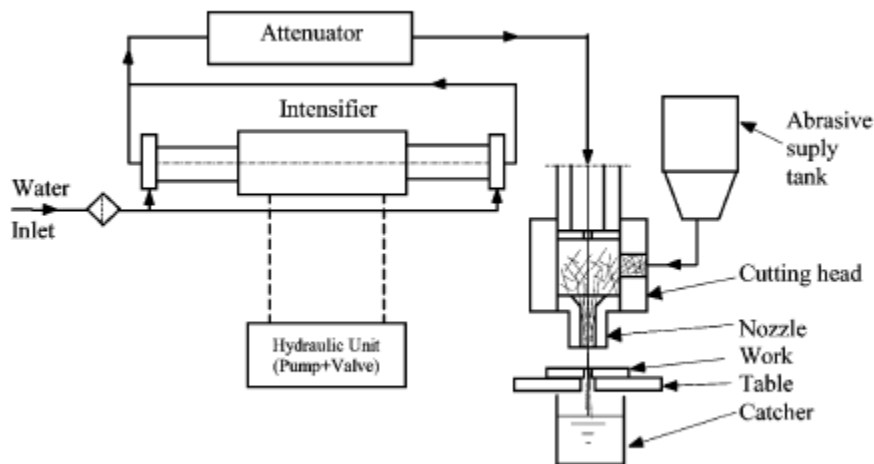 Attenuator
Intensifier
Water
Inlet
Hydraulic Unit
(Pump+Valve)
Abrasive
suply
tank
Cutting head
Nozzle
Work
Table
Catcher